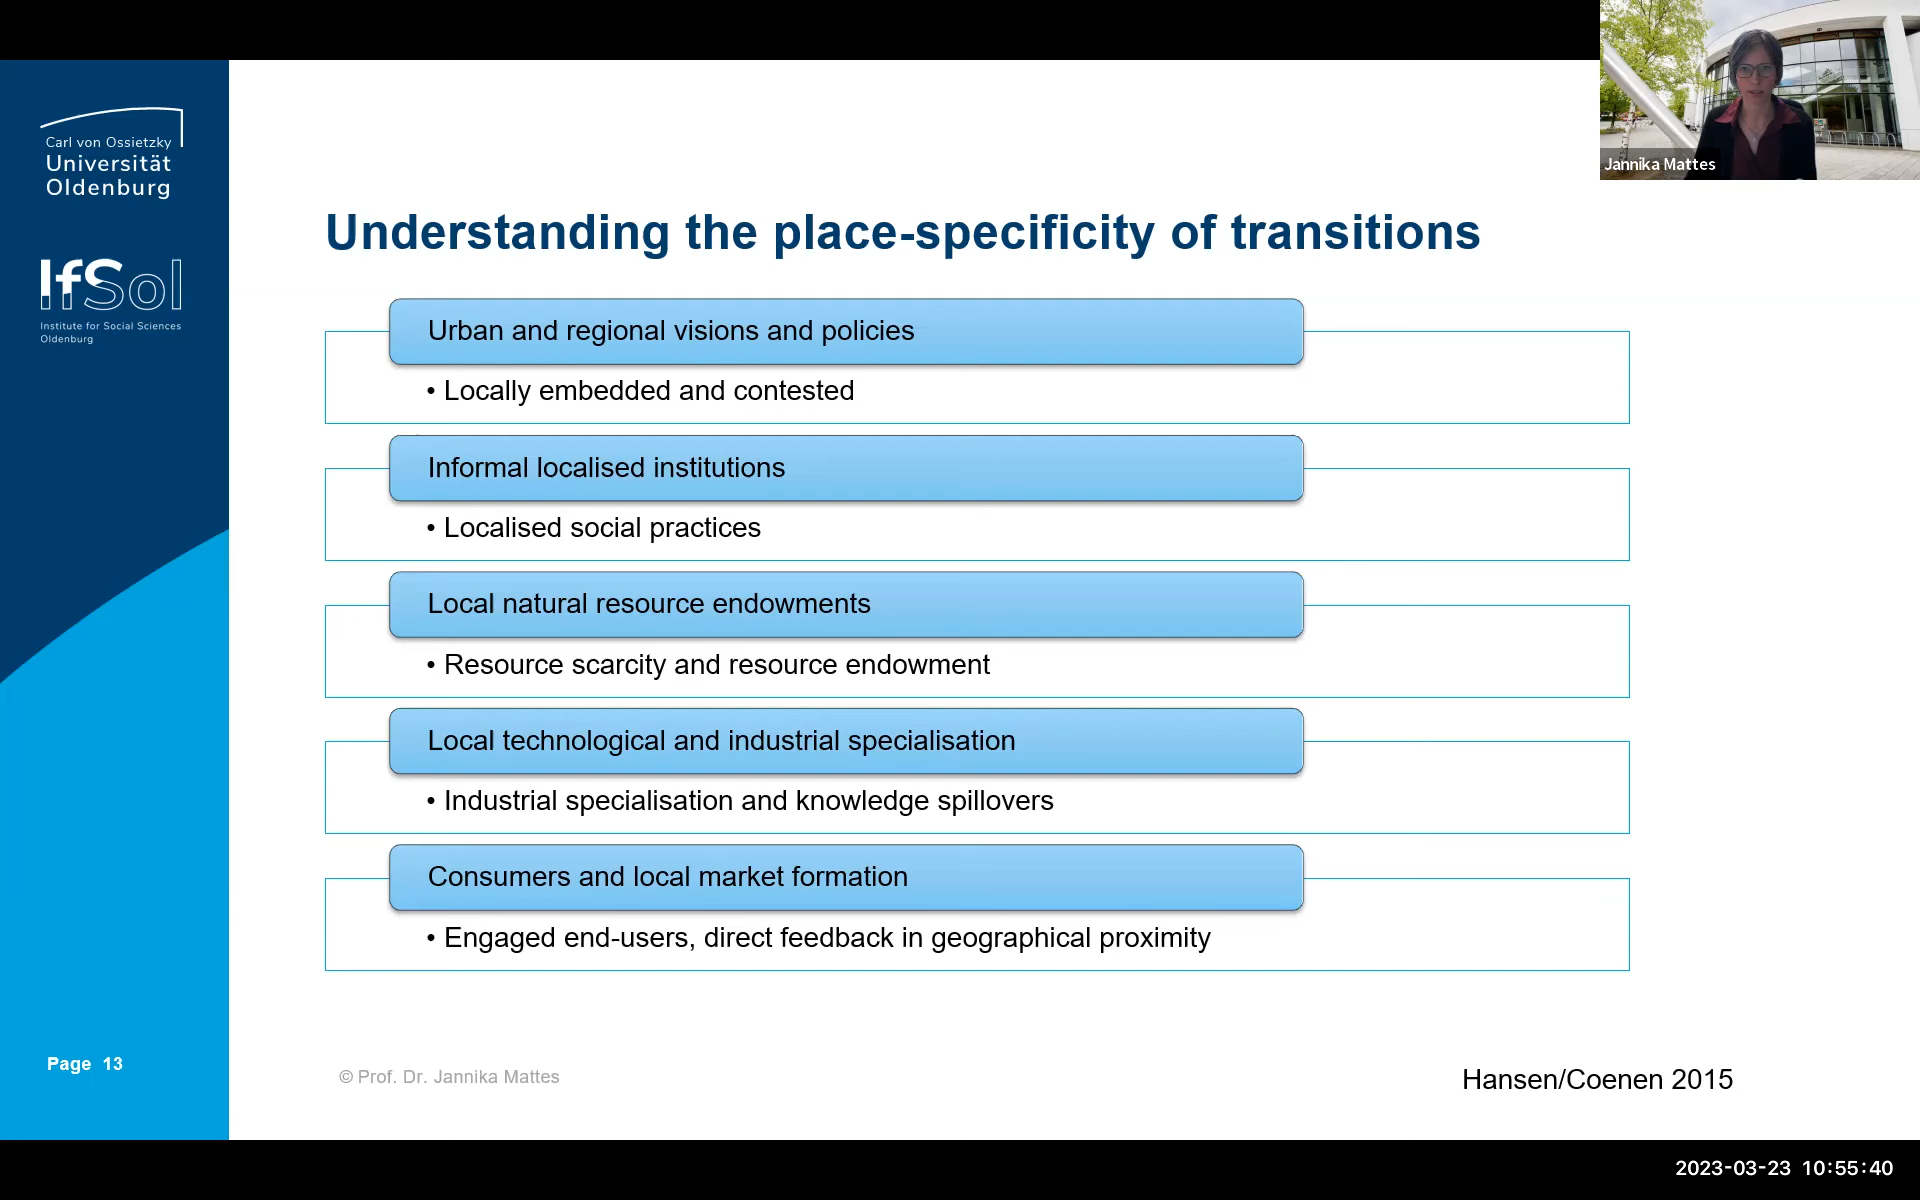 Carl von Ossietzky
Universität
Oldenburg
IfSol
Institute for Social Sciences
Oldenburg
Jannika Mattes
Understanding the place-specificity of transitions
Urban and regional visions and policies
• Locally embedded and contested
Informal localised institutions
• Localised social practices
Local natural resource endowments
• Resource scarcity and resource endowment
Local technological and industrial specialisation
• Industrial specialisation and knowledge spillovers
Consumers and local market formation
• Engaged end-users, direct feedback in geographical proximity
Page 13
© Prof. Dr. Jannika Mattes
Hansen/Coenen 2015
2023-03-23 10:55:40